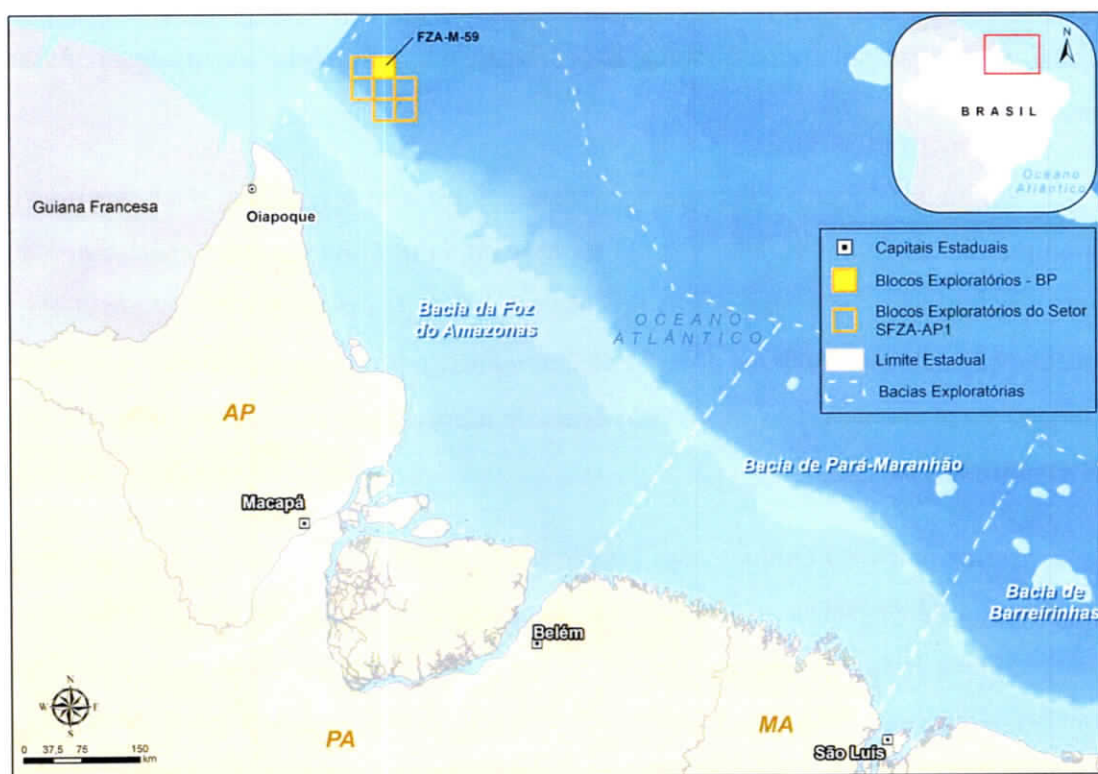 FZA-M-59
N
BRASIL
Oceano
Atlântico
Guiana Francesa
Oiapoque
Capitais Estaduais
Blocos Exploratórios - BP
Blocos Exploratórios do Setor
SFZA-AP1
Limite Estadual
Bacias Exploratórias
Bacia da Foz
do Amazonas
OCEANO
ATLÂNTICO
AP
Bacia de Pará-Maranhão
Macapá
Bacia de
Barreirinhas
Belém
N
W E
S
0 37,5 75 150
km
PA
MA
São Luís